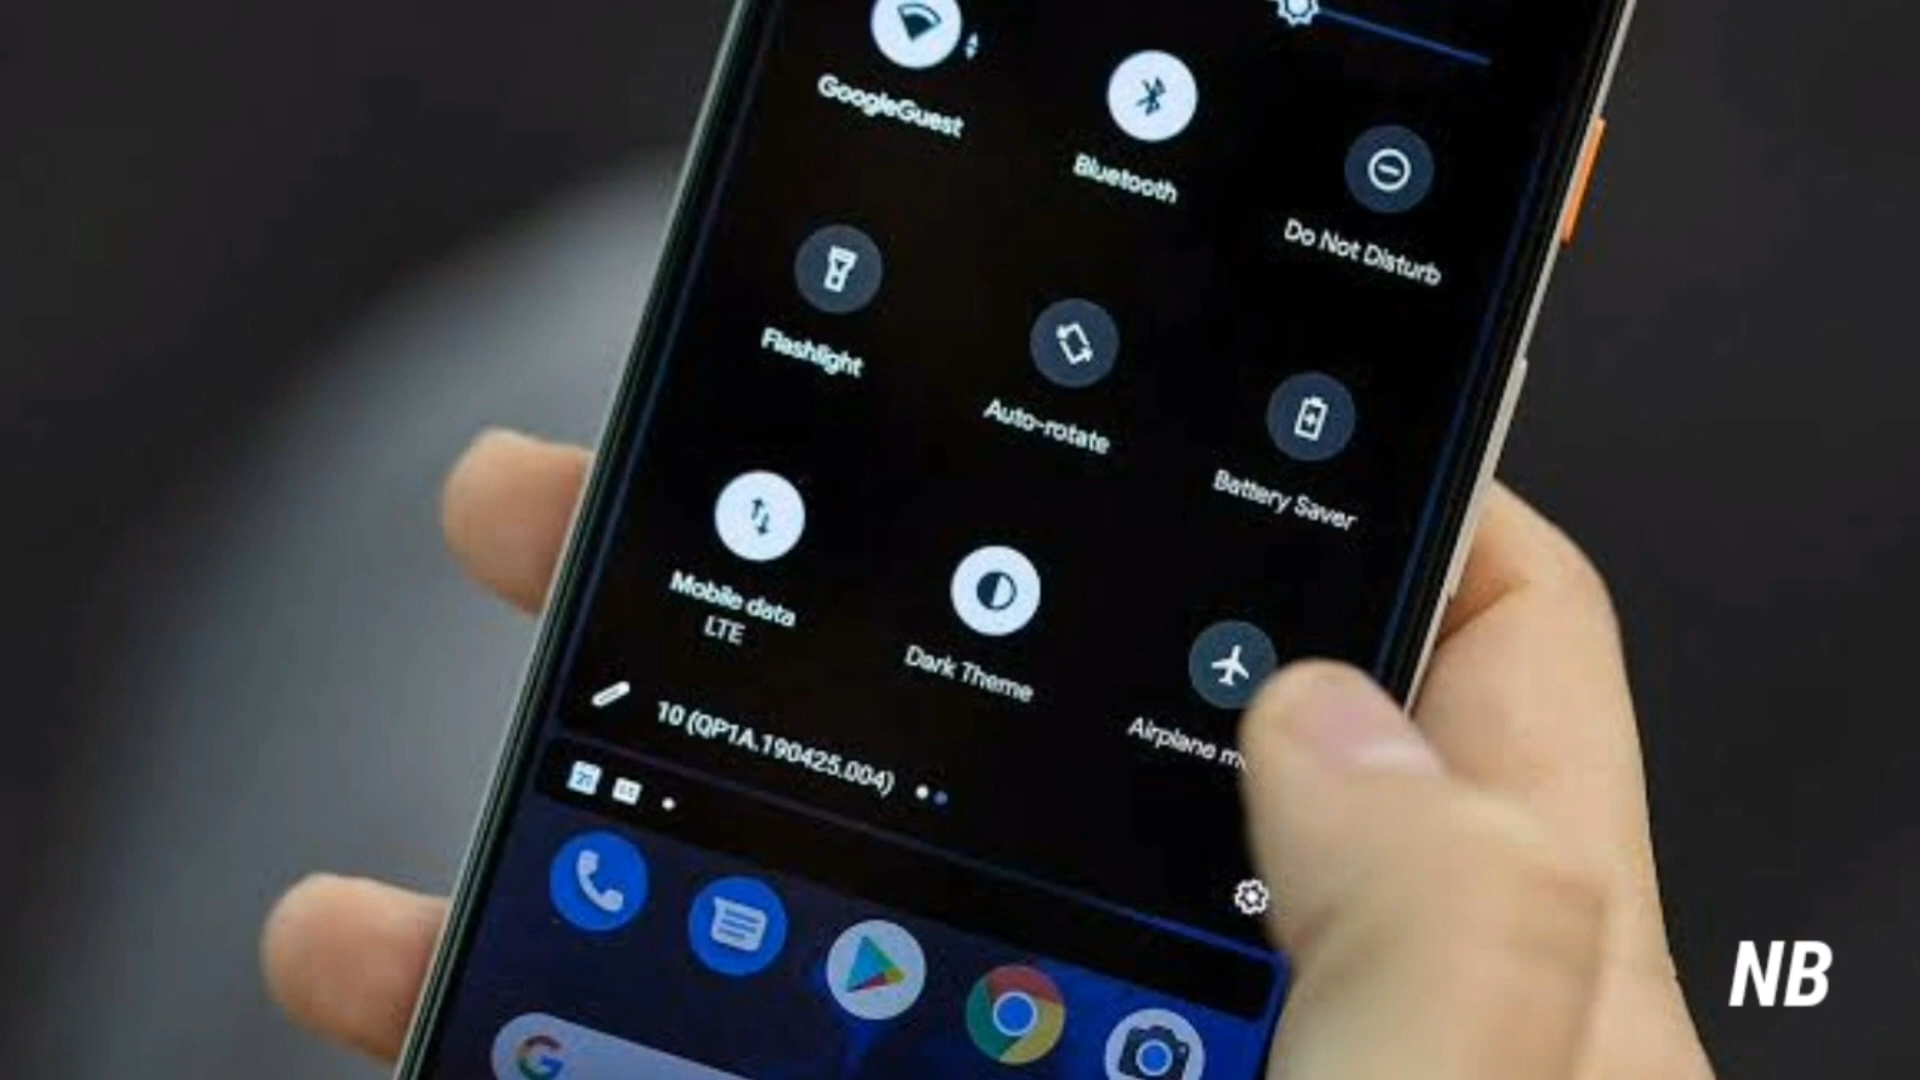 GoogleGuest
Bluetooth
Do Not Disturb
Flashlight
Auto-rotate
Battery Saver
Mobile data
LTE
Dark Theme
Airplane m
10 (QP1A.190425.004)
G
NB